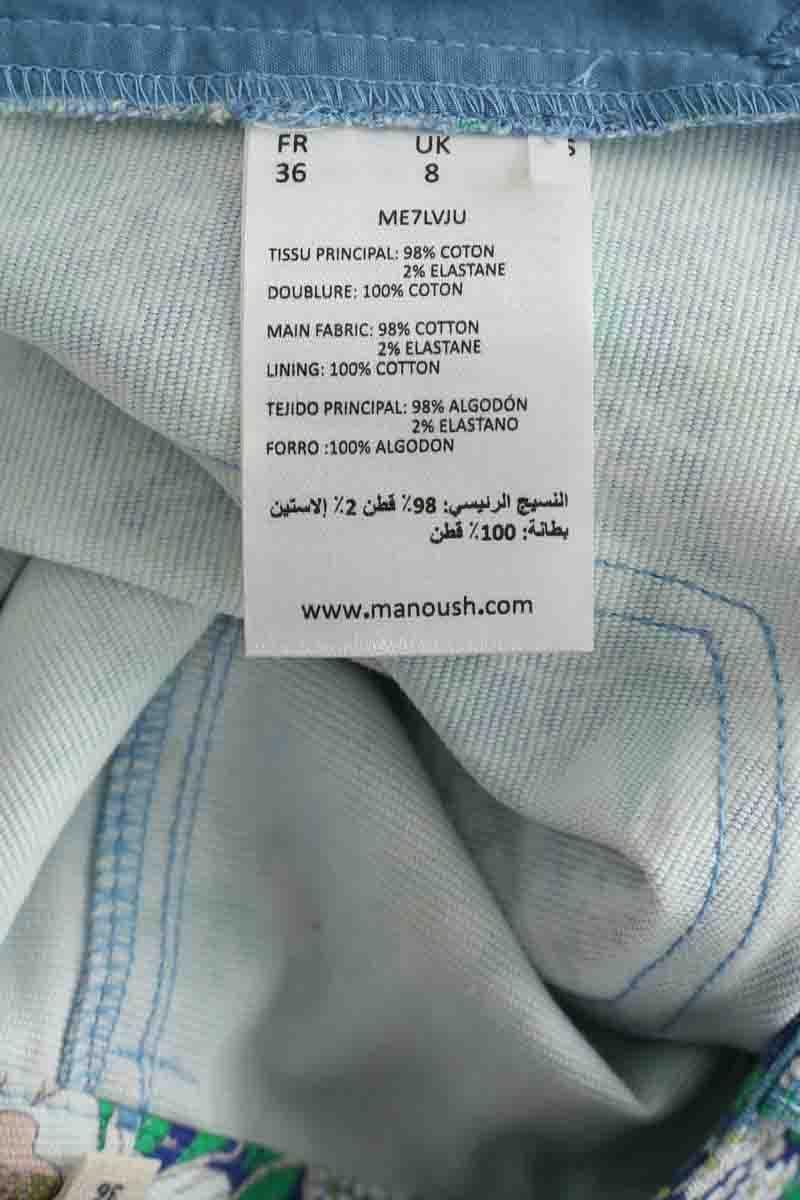 FR UK S
36 8
ME7LVJU
TISSU PRINCIPAL: 98% COTON
2% ELASTANE
DOUBLURE: 100% COTON
MAIN FABRIC: 98% COTTON
2% ELASTANE
LINING: 100% COTTON
TEJIDO PRINCIPAL: 98% ALGODÓN
2% ELASTANO
FORRO :100% ALGODON
النسيج الرئيسي: 98٪ قطن 2٪ إلاستين
بطانة: 100٪ قطن
www.manoush.com
36